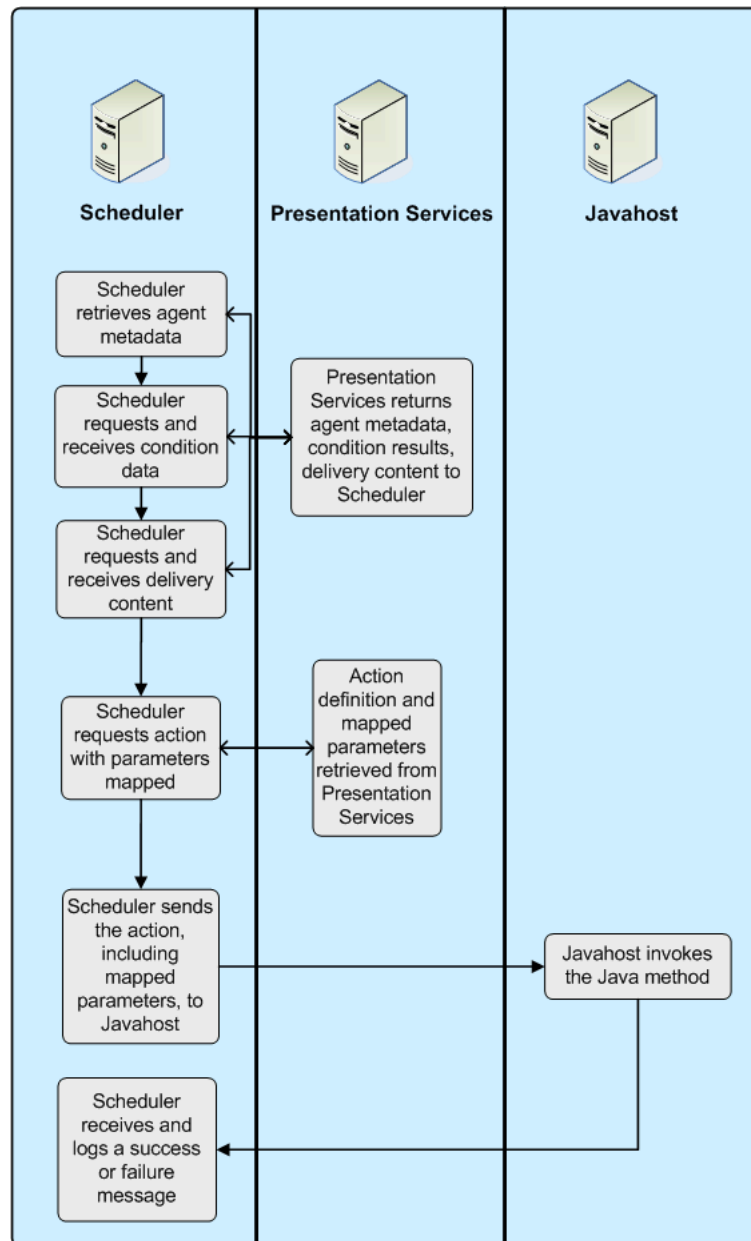 Scheduler
Presentation Services
Javahost
Scheduler
retrieves agent
metadata
Scheduler
requests and
receives condition
data
Presentation
Services returns
agent metadata,
condition results,
delivery content to
Scheduler
Scheduler
requests and
receives delivery
content
Scheduler
requests action
with parameters
mapped
Action
definition and
mapped
parameters
retrieved from
Presentation
Services
Scheduler sends
the action,
including
mapped
parameters, to
Javahost
Javahost invokes
the Java method
Scheduler
receives and
logs a success
or failure
message